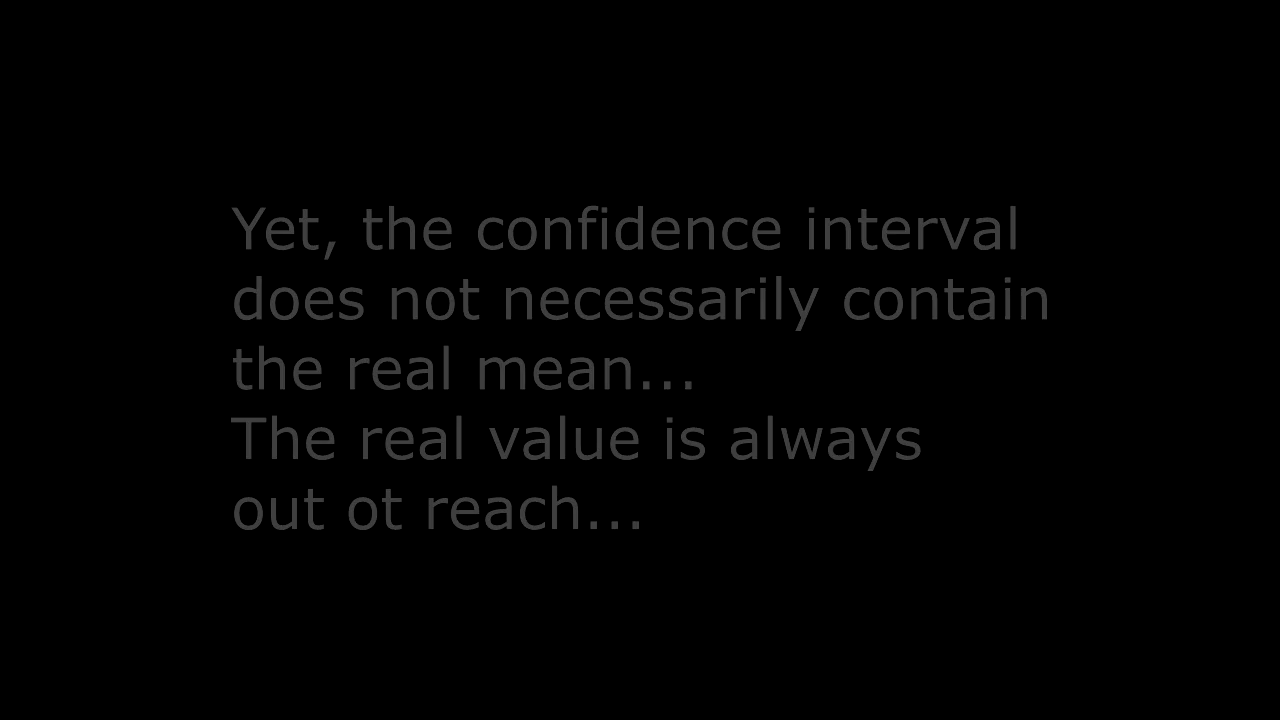 Yet, the confidence interval
does not necessarily contain
the real mean...
The real value is always
out ot reach...